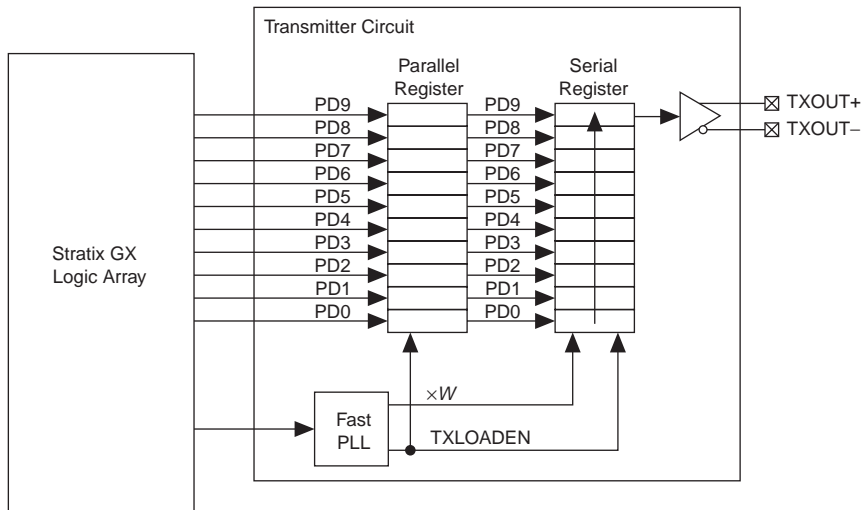 Transmitter Circuit
Parallel
Register
Serial
Register
PD9
PD9
TXOUT+
PD8
PD8
TXOUT−
PD7
PD7
PD6
PD6
PD5
PD5
PD4
PD4
PD3
PD3
Stratix GX
Logic Array
PD2
PD2
PD1
PD1
PD0
PD0
×W
Fast
PLL
TXLOADEN